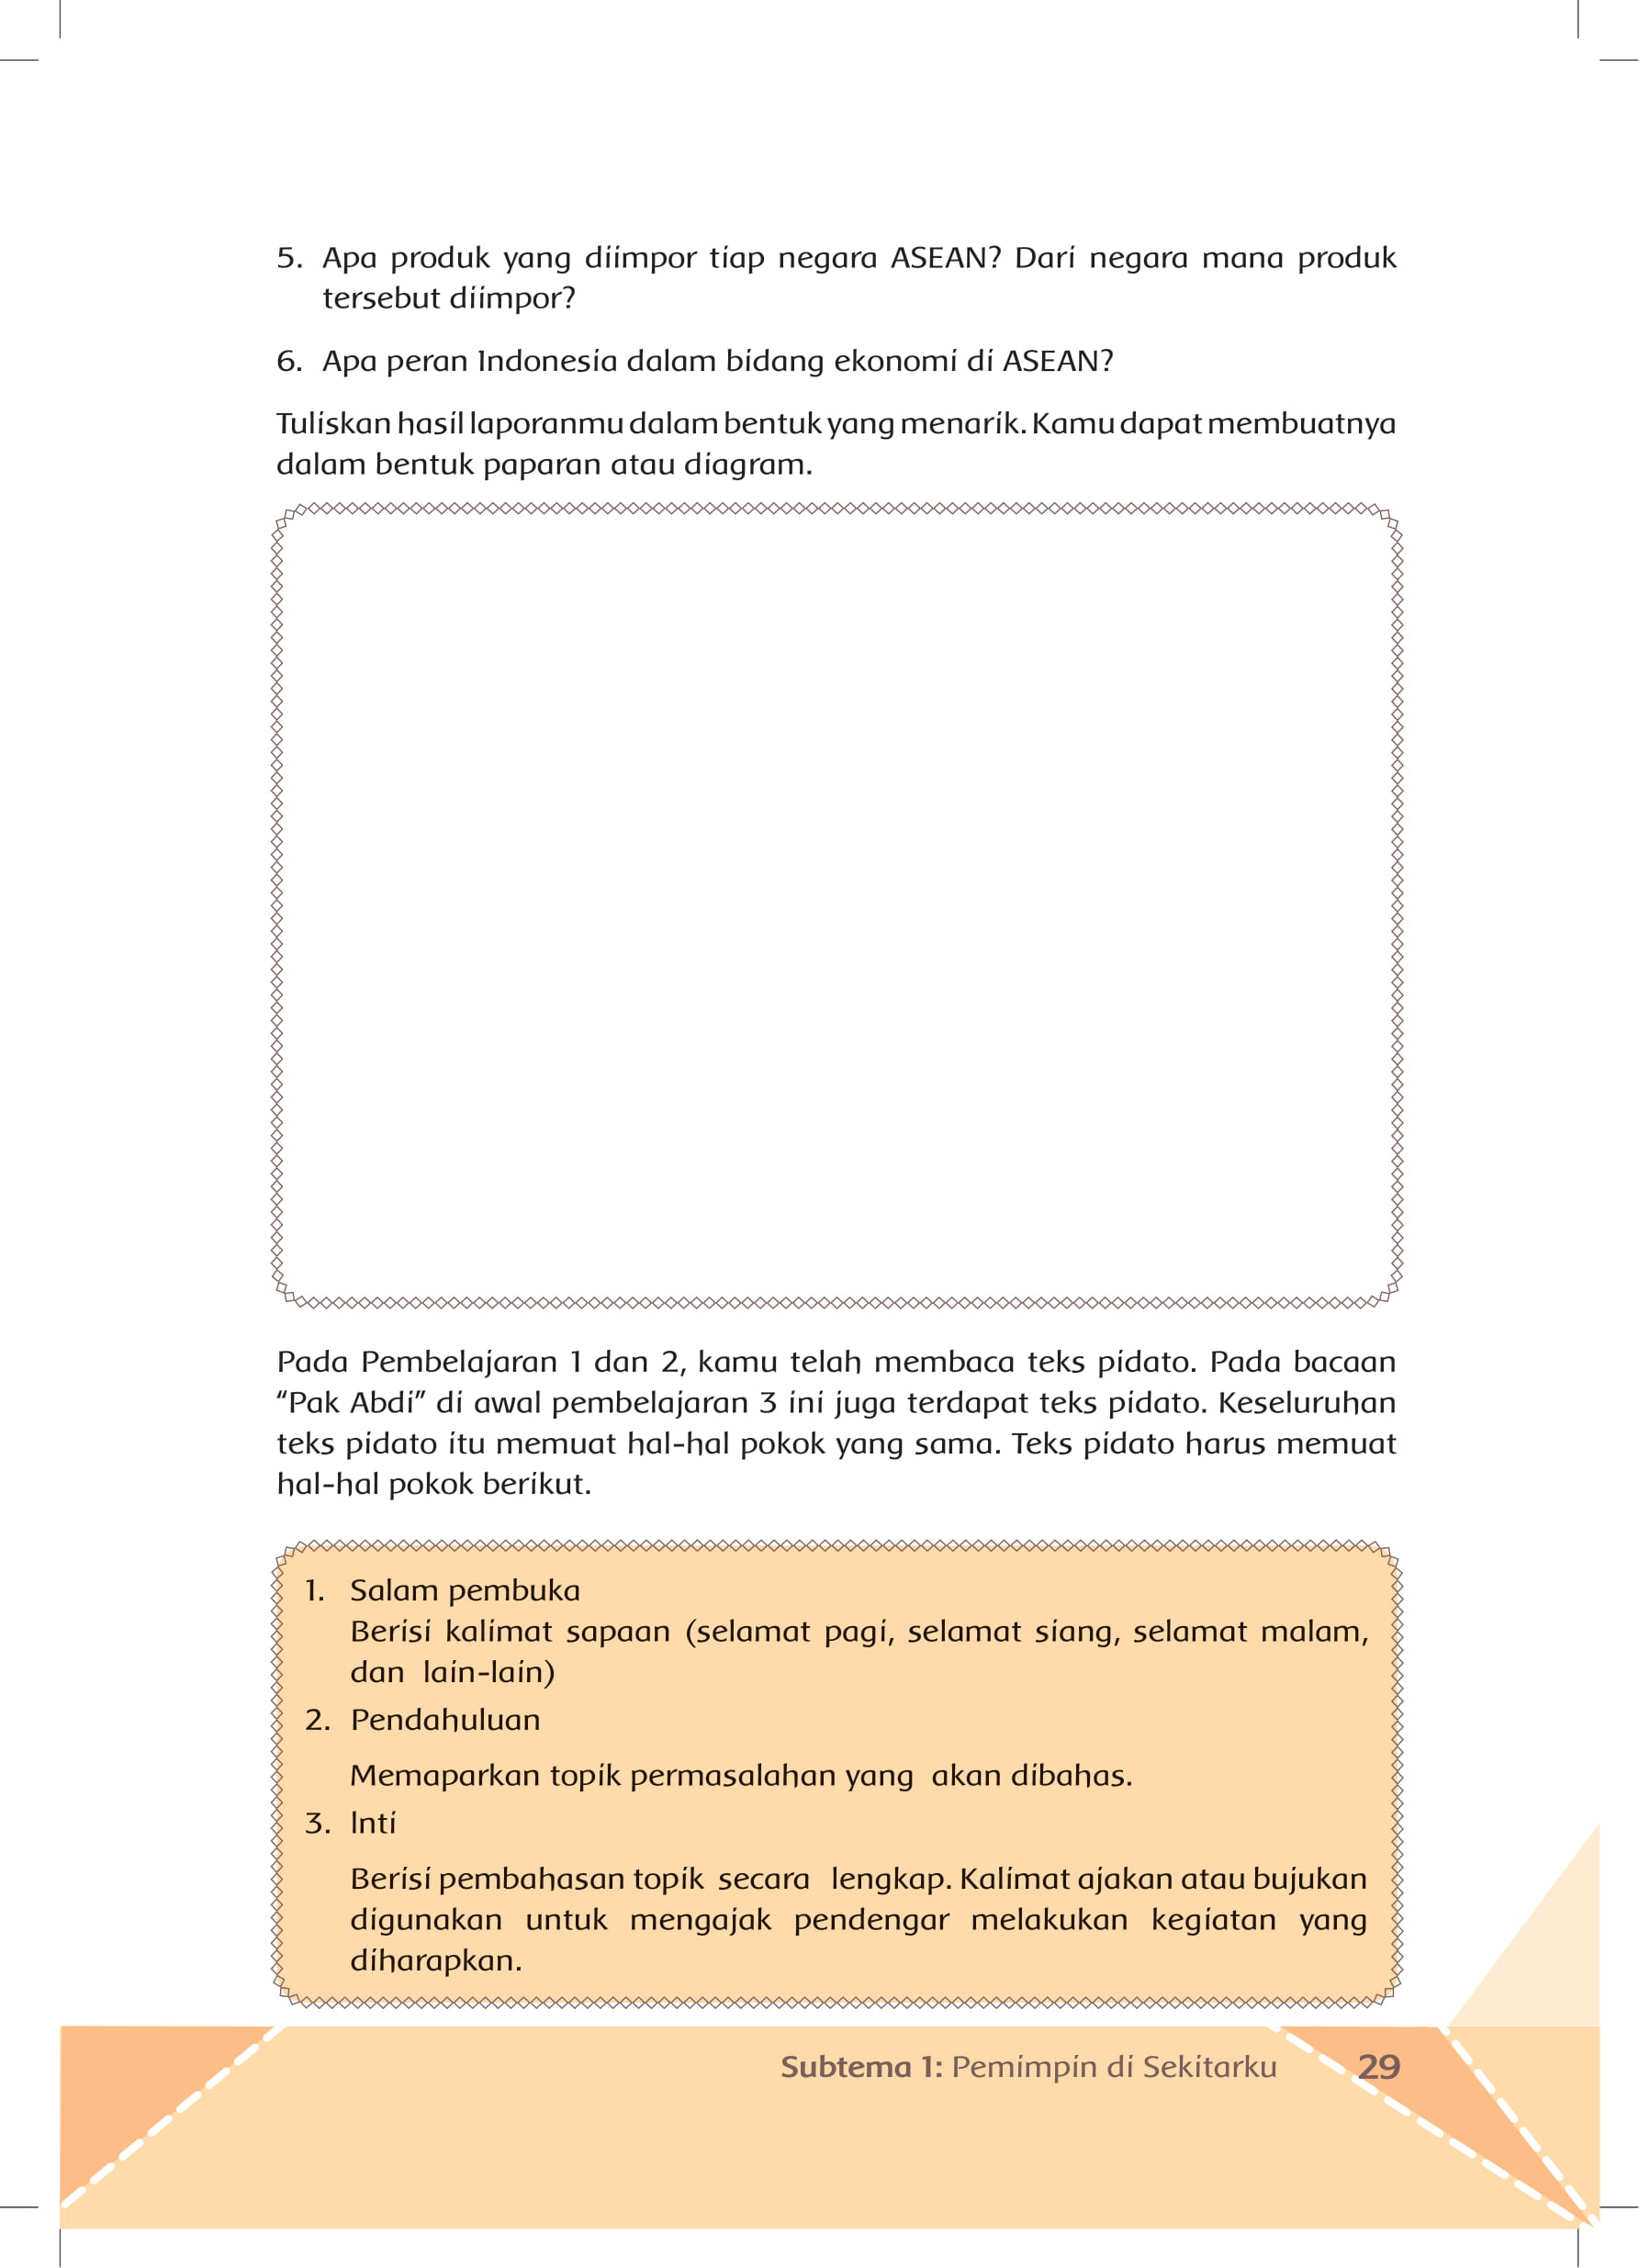 5. Apa produk yang diimpor tiap negara ASEAN? Dari negara mana produk
tersebut diimpor?
6. Apa peran Indonesia dalam bidang ekonomi di ASEAN?
Tuliskan hasil laporanmu dalam bentuk yang menarik. Kamu dapat membuatnya
dalam bentuk paparan atau diagram.
Pada Pembelajaran 1 dan 2, kamu telah membaca teks pidato. Pada bacaan
“Pak Abdi” di awal pembelajaran 3 ini juga terdapat teks pidato. Keseluruhan
teks pidato itu memuat hal-hal pokok yang sama. Teks pidato harus memuat
hal-hal pokok berikut.
1. Salam pembuka
Berisi kalimat sapaan (selamat pagi, selamat siang, selamat malam,
dan lain-lain)
2. Pendahuluan
Memaparkan topik permasalahan yang akan dibahas.
3. Inti
Berisi pembahasan topik secara lengkap. Kalimat ajakan atau bujukan
digunakan untuk mengajak pendengar melakukan kegiatan yang
diharapkan.
Subtema 1: Pemimpin di Sekitarku 29